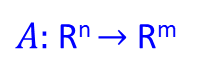 A: Rⁿ → Rᵐ